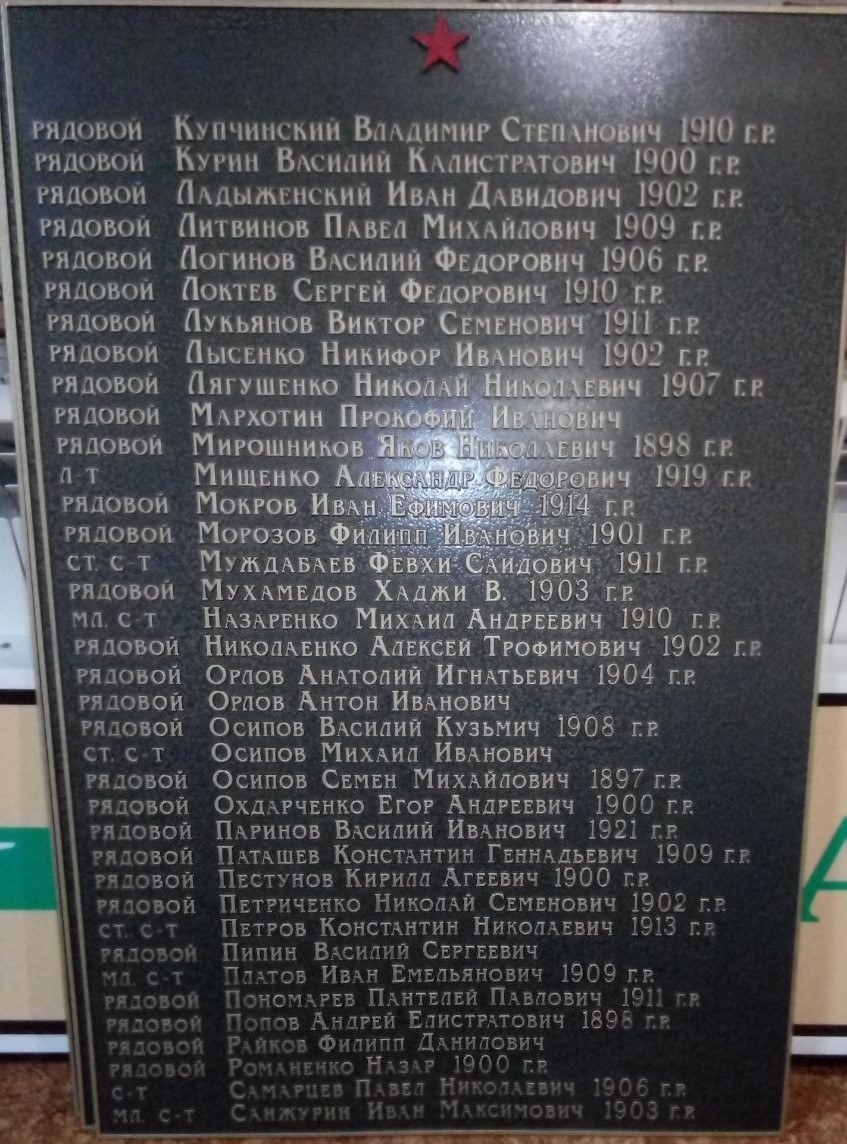 РЯДОВОЙ КУПЧИНСКИЙ ВЛАДИМИР СТЕПАНОВИЧ 1910 Г.Р.
РЯДОВОЙ КУРИН ВАСИЛИЙ КАЛИСТРАТОВИЧ 1900 Г.Р.
РЯДОВОЙ ЛАДЫЖЕНСКИЙ ИВАН ДАВИДОВИЧ 1902 Г.Р.
РЯДОВОЙ ЛИТВИНОВ ПАВЕЛ МИХАЙЛОВИЧ 1909 Г.Р.
РЯДОВОЙ ЛОГИНОВ ВАСИЛИЙ ФЕДОРОВИЧ 1906 Г.Р.
РЯДОВОЙ ЛОКТЕВ СЕРГЕЙ ФЕДОРОВИЧ 1910 Г.Р.
РЯДОВОЙ ЛУКЬЯНОВ ВИКТОР СЕМЕНОВИЧ 1911 Г.Р.
РЯДОВОЙ ЛЫСЕНКО НИКИФОР ИВАНОВИЧ 1902 Г.Р.
РЯДОВОЙ ЛЯГУШЕНКО НИКОЛАЙ НИКОЛАЕВИЧ 1907 Г.Р.
РЯДОВОЙ МАРХОТИН ПРОКОФИЙ ИВАНОВИЧ
РЯДОВОЙ МИРОШНИКОВ ЯКОВ НИКОЛАЕВИЧ 1898 Г.Р.
Л-Т МИЩЕНКО АЛЕКСАНДР ФЕДОРОВИЧ 1919 Г.Р.
РЯДОВОЙ МОКРОВ ИВАН ЕФИМОВИЧ 1914 Г.Р.
РЯДОВОЙ МОРОЗОВ ФИЛИПП ИВАНОВИЧ 1901 Г.Р.
СТ. С-Т МУЖДАБАЕВ ФЕВХИ САИДОВИЧ 1911 Г.Р.
РЯДОВОЙ МУХАМЕДОВ ХАДЖИ В. 1903 Г.Р.
МЛ. С-Т НАЗАРЕНКО МИХАИЛ АНДРЕЕВИЧ 1910 Г.Р.
РЯДОВОЙ НИКОЛАЕНКО АЛЕКСЕЙ ТРОФИМОВИЧ 1902 Г.Р.
РЯДОВОЙ ОРЛОВ АНАТОЛИЙ ИГНАТЬЕВИЧ 1904 Г.Р.
РЯДОВОЙ ОРЛОВ АНТОН ИВАНОВИЧ
РЯДОВОЙ ОСИПОВ ВАСИЛИЙ КУЗЬМИЧ 1908 Г.Р.
СТ. С-Т ОСИПОВ МИХАИЛ ИВАНОВИЧ
РЯДОВОЙ ОСИПОВ СЕМЕН МИХАЙЛОВИЧ 1897 Г.Р.
РЯДОВОЙ ОХДАРЧЕНКО ЕГОР АНДРЕЕВИЧ 1900 Г.Р.
РЯДОВОЙ ПАРИНОВ ВАСИЛИЙ ИВАНОВИЧ 1921 Г.Р.
РЯДОВОЙ ПАТАШЕВ КОНСТАНТИН ГЕННАДЬЕВИЧ 1909 Г.Р.
РЯДОВОЙ ПЕСТУНОВ КИРИЛЛ АГЕЕВИЧ 1900 Г.Р.
РЯДОВОЙ ПЕТРИЧЕНКО НИКОЛАЙ СЕМЕНОВИЧ 1902 Г.Р.
СТ. С-Т ПЕТРОВ КОНСТАНТИН НИКОЛАЕВИЧ 1913 Г.Р.
РЯДОВОЙ ПИПИН ВАСИЛИЙ СЕРГЕЕВИЧ
МЛ. С-Т ПЛАТОВ ИВАН ЕМЕЛЬЯНОВИЧ 1909 Г.Р.
РЯДОВОЙ ПОНОМАРЕВ ПАНТЕЛЕЙ ПАВЛОВИЧ 1911 Г.Р.
РЯДОВОЙ ПОПОВ АНДРЕЙ ЕЛИСТРАТОВИЧ 1898 Г.Р.
РЯДОВОЙ РАЙКОВ ФИЛИПП ДАНИЛОВИЧ
РЯДОВОЙ РОМАНЕНКО НАЗАР 1900 Г.Р.
С-Т САМАРЦЕВ ПАВЕЛ НИКОЛАЕВИЧ 1906 Г.Р.
МЛ. С-Т САНЖУРИН ИВАН МАКСИМОВИЧ 1903 Г.Р.